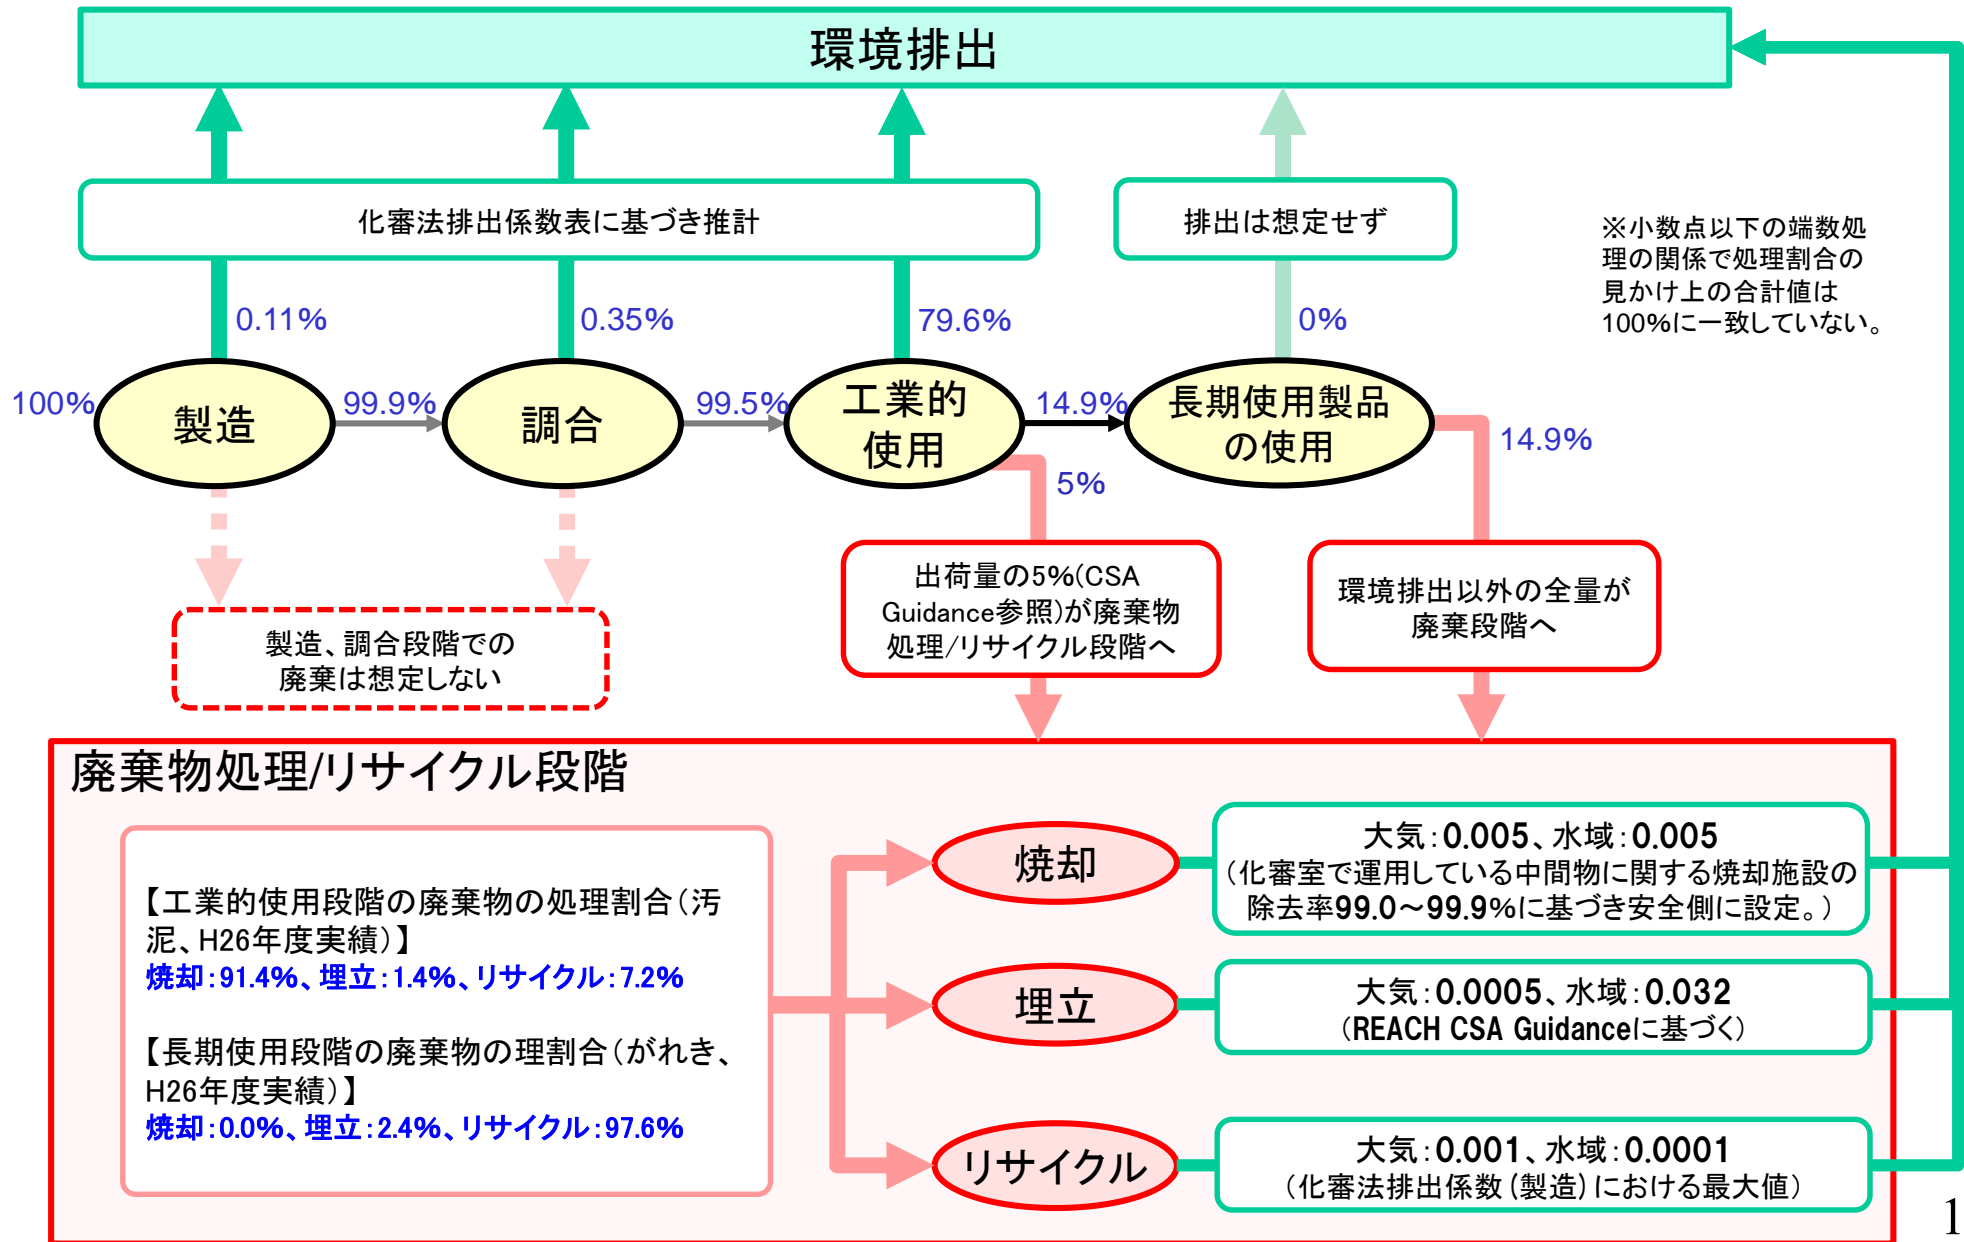 環境排出
化審法排出係数表に基づき推計
排出は想定せず
※小数点以下の端数処
理の関係で処理割合の
見かけ上の合計値は
100%に一致していない。
0.11%
0.35%
79.6%
0%
100%
製造
99.9%
調合
99.5%
工業的
使用
14.9%
長期使用製品
の使用
14.9%
5%
製造、調合段階での
廃棄は想定しない
出荷量の5%(CSA
Guidance参照)が廃棄物
処理/リサイクル段階へ
環境排出以外の全量が
廃棄段階へ
廃棄物処理/リサイクル段階
【工業的使用段階の廃棄物の処理割合(汚
泥、H26年度実績)】
焼却:91.4%、埋立:1.4%、リサイクル:7.2%
【長期使用段階の廃棄物の理割合(がれき、
H26年度実績)】
焼却:0.0%、埋立:2.4%、リサイクル:97.6%
焼却
大気:0.005、水域:0.005
(化審室で運用している中間物に関する焼却施設の
除去率99.0~99.9%に基づき安全側に設定。)
埋立
大気:0.0005、水域:0.032
(REACH CSA Guidanceに基づく)
リサイクル
大気:0.001、水域:0.0001
(化審法排出係数(製造)における最大値)
1